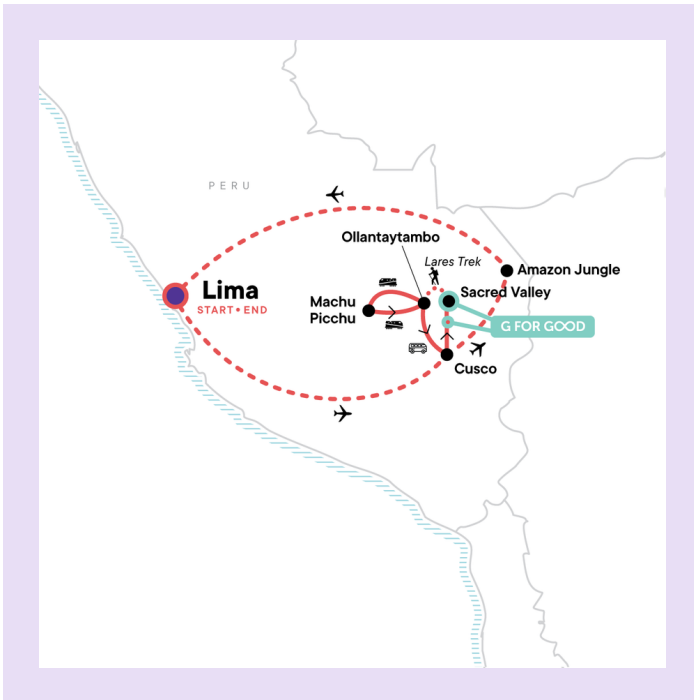 PERU
Ollantaytambo
Lares Trek
Amazon Jungle
Lima
START • END
Machu
Picchu
Sacred Valley
G FOR GOOD
Cusco